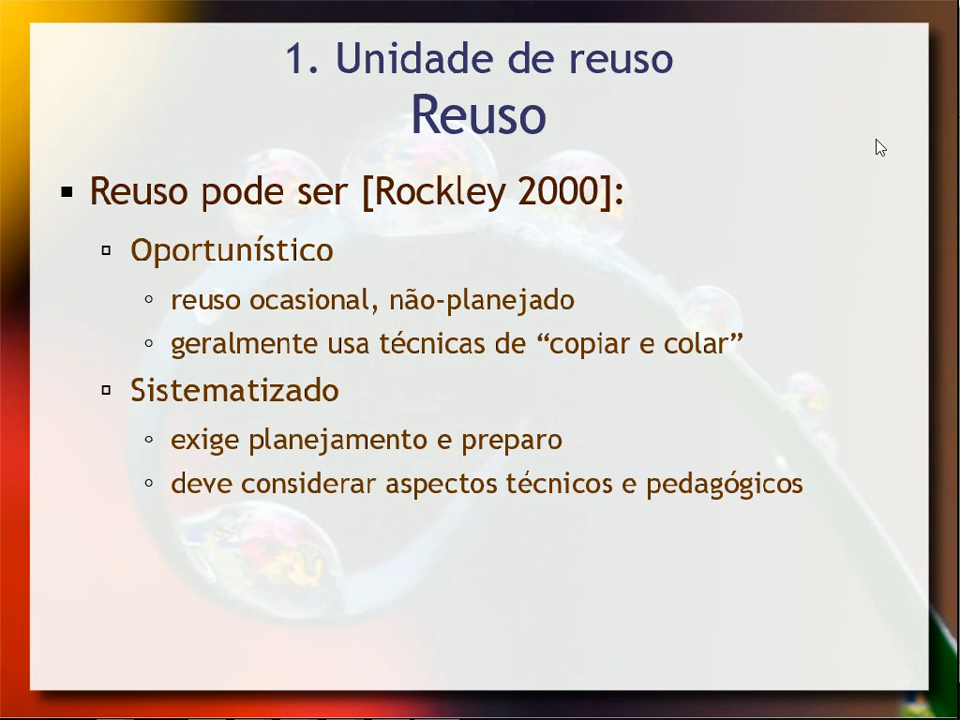 1. Unidade de reuso
Reuso
Reuso pode ser [Rockley 2000]:
Oportunístico
reuso ocasional, não-planejado
geralmente usa técnicas de “copiar e colar”
Sistematizado
exige planejamento e preparo
deve considerar aspectos técnicos e pedagógicos